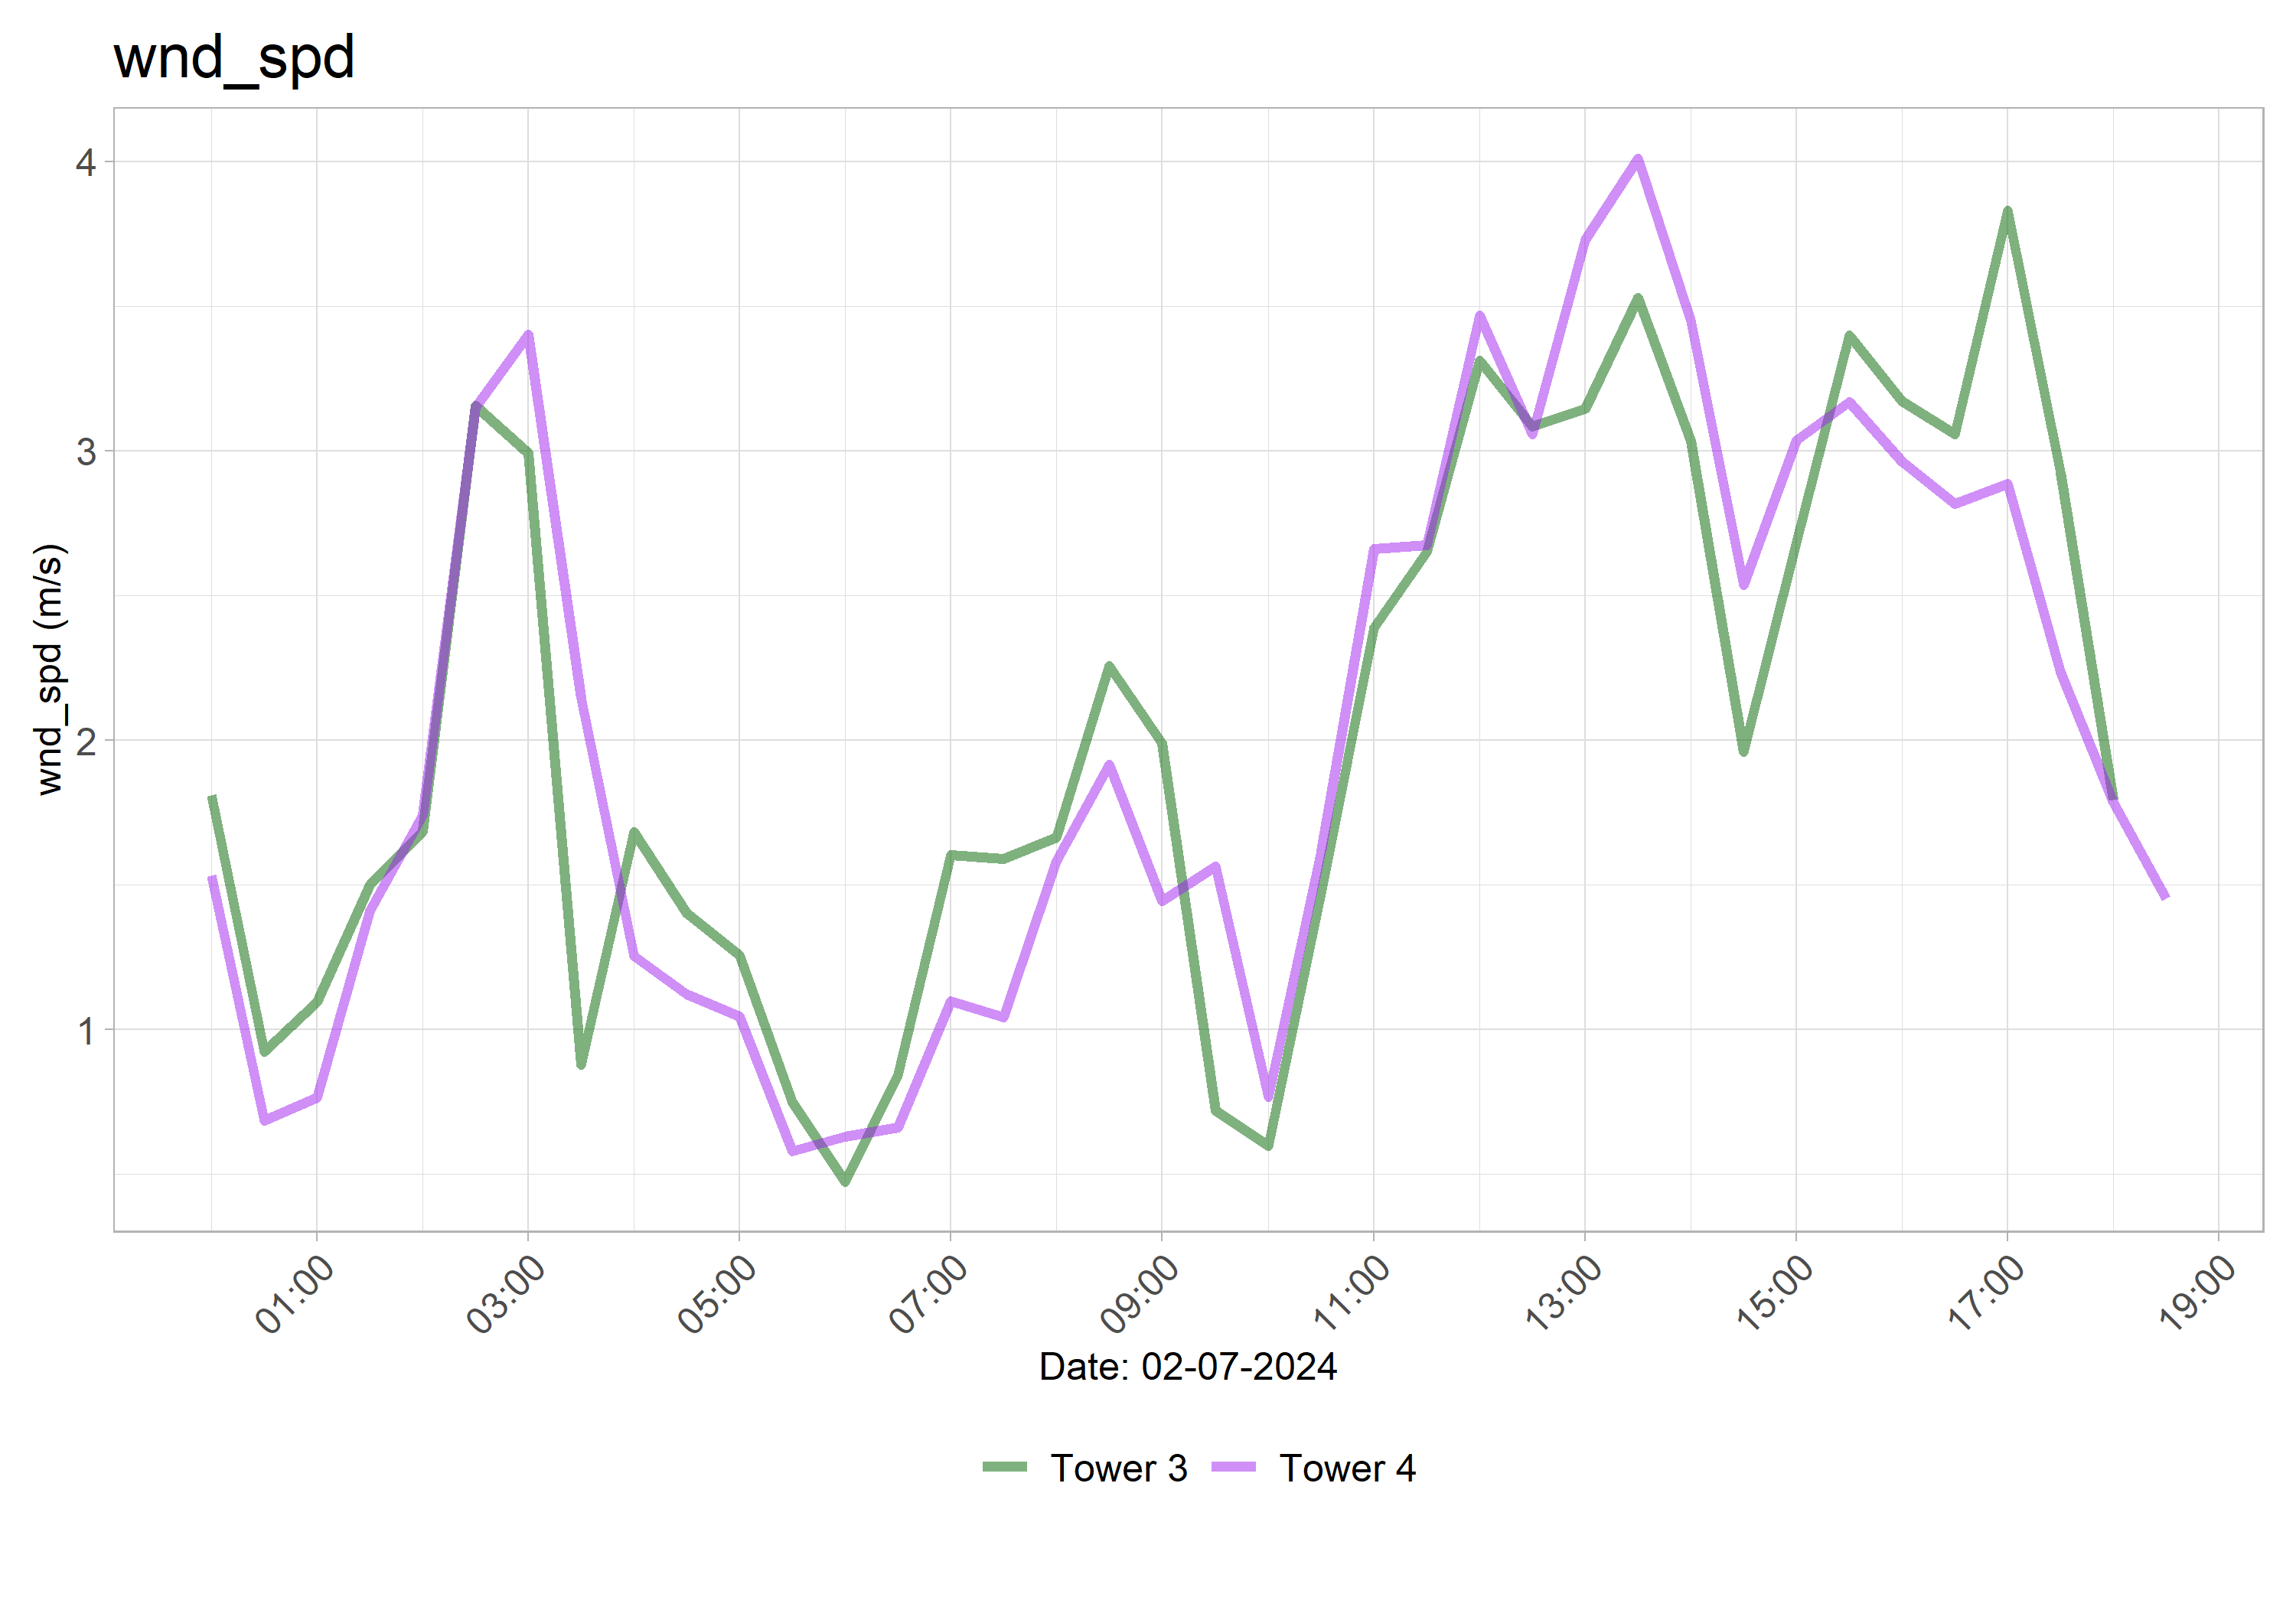 wnd_spd
4
3
2
1
wnd_spd (m/s)
01:00 03:00 05:00 07:00 09:00 11:00 13:00 15:00 17:00 19:00
Date: 02-07-2024
Tower 3 Tower 4